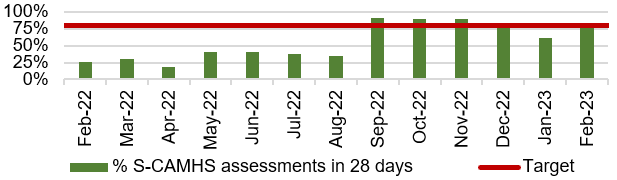 100%
75%
50%
25%
0%
Feb-22
Mar-22
Apr-22
May-22
Jun-22
Jul-22
Aug-22
Sep-22
Oct-22
Nov-22
Dec-22
Jan-23
Feb-23
% S-CAMHS assessments in 28 days
Target